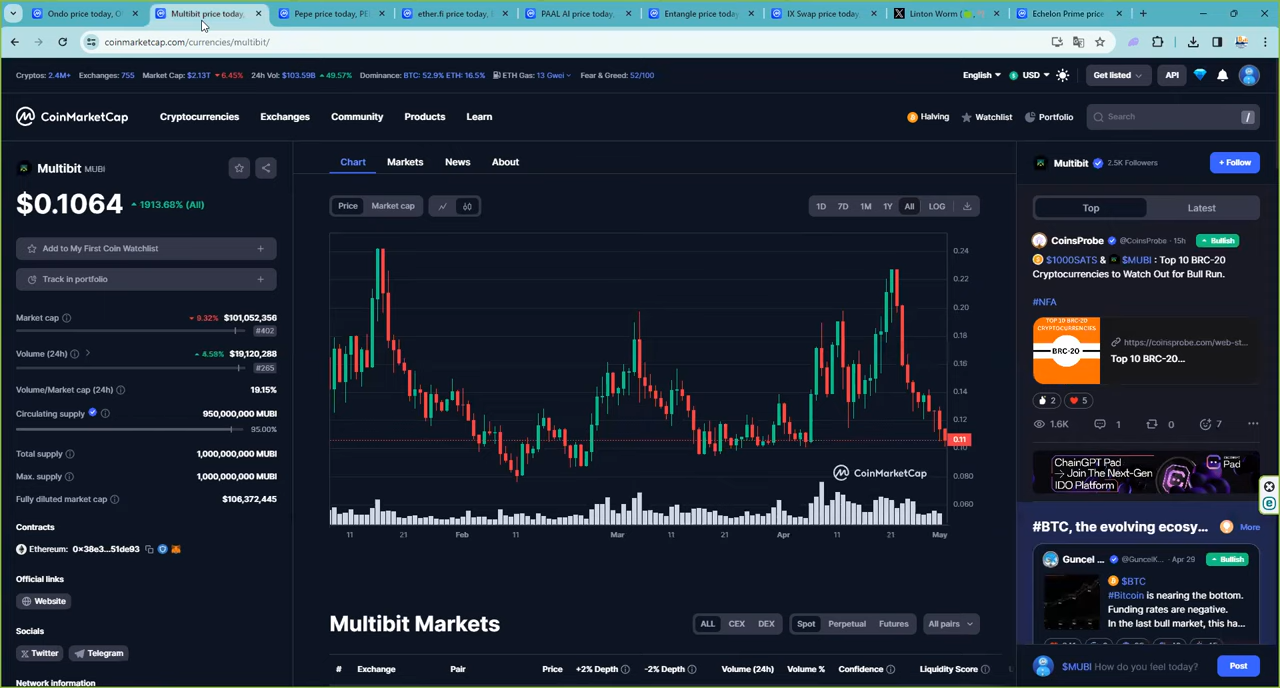 Ondo price today, O
Multibit price today,
Pepe price today, PE
ether.fi price today, E
PAAL AI price today,
Entangle price today
IX Swap price today,
Linton Worm (
Echelon Prime price
coinmarketcap.com/currencies/multibit/
Cryptos: 2.4M+ Exchanges: 755 Market Cap: $2.13T 6.45% 24h Vol: $103.59B 49.57% Dominance: BTC: 52.9% ETH: 16.5% ETH Gas: 13 Gwei Fear & Greed: 52/100
English USD Get listed API
CoinMarketCap Cryptocurrencies Exchanges Community Products Learn
Halving Watchlist Portfolio Search /
Multibit MUBI
$0.1064 1913.68% (All)
Add to My First Coin Watchlist +
Track in portfolio +
Market cap 9.32% $101,052,356
#402
Volume (24h) 4.58% $19,120,288
#265
Volume/Market cap (24h) 19.15%
Circulating supply 950,000,000 MUBI
95.00%
Total supply 1,000,000,000 MUBI
Max. supply 1,000,000,000 MUBI
Fully diluted market cap $106,372,445
Contracts
Ethereum: 0x38e3...51de93
Official links
Website
Socials
Twitter Telegram
Network information
Chart Markets News About
Price Market cap
1D 7D 1M 1Y All LOG
0.24
0.22
0.20
0.18
0.16
0.14
0.12
0.11
0.080
0.060
CoinMarketCap
11 21 Feb 11 Mar 11 21 Apr 11 21 May
Multibit Markets
ALL CEX DEX Spot Perpetual Futures All pairs
# Exchange Pair Price +2% Depth -2% Depth Volume (24h) Volume % Confidence Liquidity Score
Multibit 2.5K Followers + Follow
Top Latest
CoinsProbe @CoinsProbe · 15h Bullish
$1000SATS & $MUBI : Top 10 BRC-20
Cryptocurrencies to Watch Out for Bull Run.
#NFA
TOP 10 BRC-20
CRYPTOCURRENCIES
BRC-20
https://coinsprobe.com/web-st...
Top 10 BRC-20...
2 5
1.6K 1 0 7
ChainGPT Pad
→ Join The Next-Gen
IDO Platform
Pad
#BTC, the evolving ecosy... More
Guncel ... @GuncelK... · Apr 29 Bullish
$BTC
#Bitcoin is nearing the bottom.
Funding rates are negative.
In the last bull market, this ha...
$MUBI How do you feel today? Post